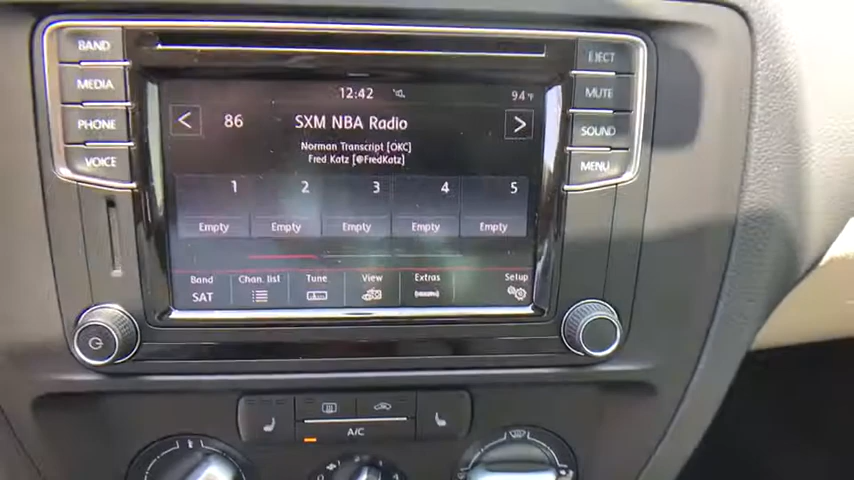 BAND
MEDIA
PHONE
VOICE
EJECT
MUTE
SOUND
MENU
12:42
94°F
< 86 SXM NBA Radio >
Norman Transcript [OKC]
Fred Katz [@FredKatz]
1 2 3 4 5
Empty Empty Empty Empty Empty
Band Chan. list Tune View Extras Setup
SAT
A/C